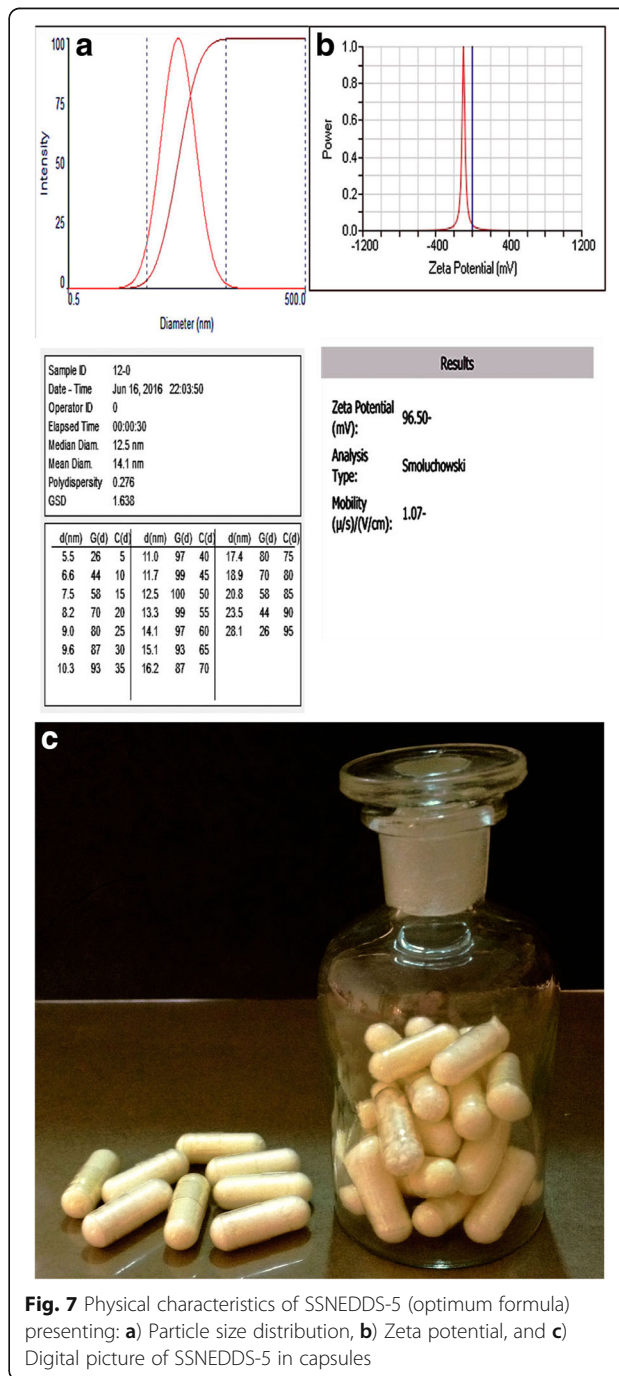 a
100
75
50
25
0
Intensity
0.5
500.0
Diameter (nm)
b
1.0
0.8
0.6
0.4
0.2
0.0
Power
-1200 -400 400 1200
Zeta Potential (mV)
Sample ID 12-0
Date - Time Jun 16, 2016 22:03:50
Operator ID 0
Elapsed Time 00:00:30
Median Diam. 12.5 nm
Mean Diam. 14.1 nm
Polydispersity 0.276
GSD 1.638
d(nm) G(d) C(d) d(nm) G(d) C(d) d(nm) G(d) C(d)
5.5 26 5 11.0 97 40 17.4 80 75
6.6 44 10 11.7 99 45 18.9 70 80
7.5 58 15 12.5 100 50 20.8 58 85
8.2 70 20 13.3 99 55 23.5 44 90
9.0 80 25 14.1 97 60 28.1 26 95
9.6 87 30 15.1 93 65
10.3 93 35 16.2 87 70
Results
Zeta Potential
(mV): 96.50-
Analysis
Type: Smoluchowski
Mobility
(µ/s)/(V/cm): 1.07-
c
Fig. 7 Physical characteristics of SSNEDDS-5 (optimum formula)
presenting: a) Particle size distribution, b) Zeta potential, and c)
Digital picture of SSNEDDS-5 in capsules